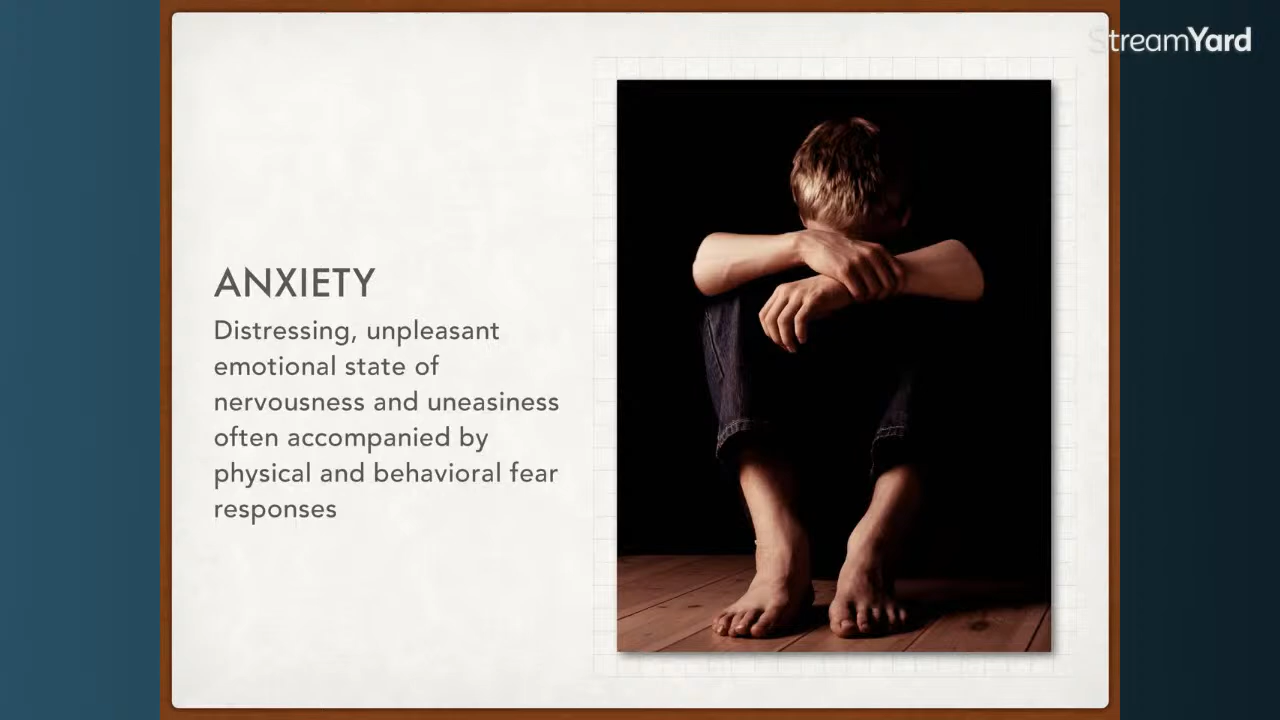 StreamYard
ANXIETY
Distressing, unpleasant
emotional state of
nervousness and uneasiness
often accompanied by
physical and behavioral fear
responses